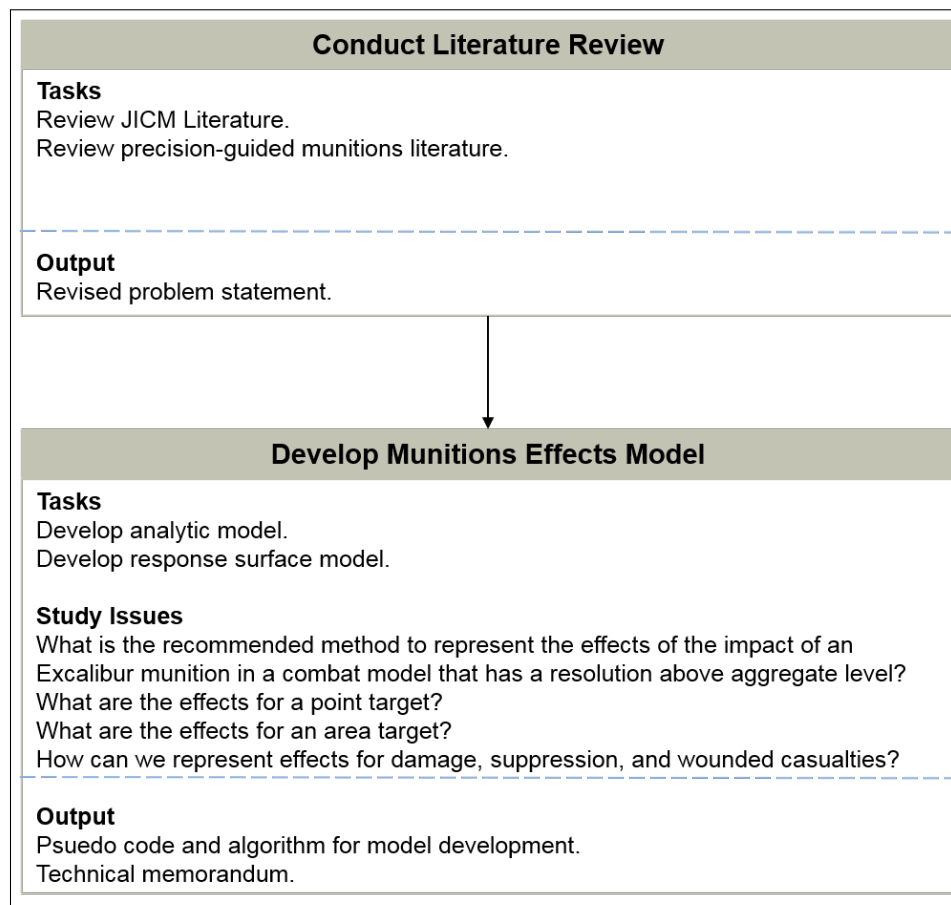 Conduct Literature Review
Tasks
Review JICM Literature.
Review precision-guided munitions literature.
Output
Revised problem statement.
Develop Munitions Effects Model
Tasks
Develop analytic model.
Develop response surface model.
Study Issues
What is the recommended method to represent the effects of the impact of an
Excalibur munition in a combat model that has a resolution above aggregate level?
What are the effects for a point target?
What are the effects for an area target?
How can we represent effects for damage, suppression, and wounded casualties?
Output
Psuedo code and algorithm for model development.
Technical memorandum.